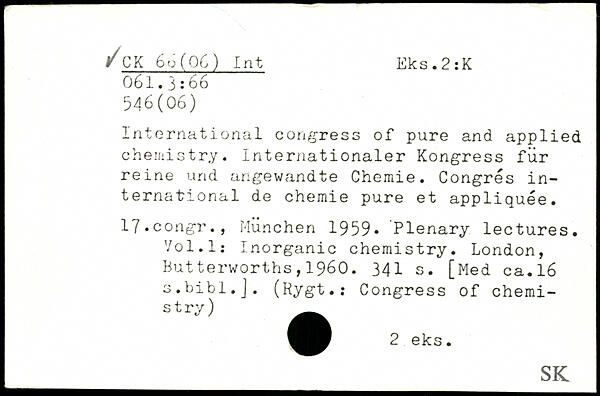 ✓ CK 66(06) Int Eks.2:K
061.3:66
546(06)
International congress of pure and applied
chemistry. Internationaler Kongress für
reine und angewandte Chemie. Congrés in-
ternational de chemie pure et appliquée.
17.congr., München 1959. Plenary lectures.
Vol.1: Inorganic chemistry. London,
Butterworths,1960. 341 s. [Med ca.16
s.bibl.]. (Rygt.: Congress of chemi-
stry)
2 eks.
SK